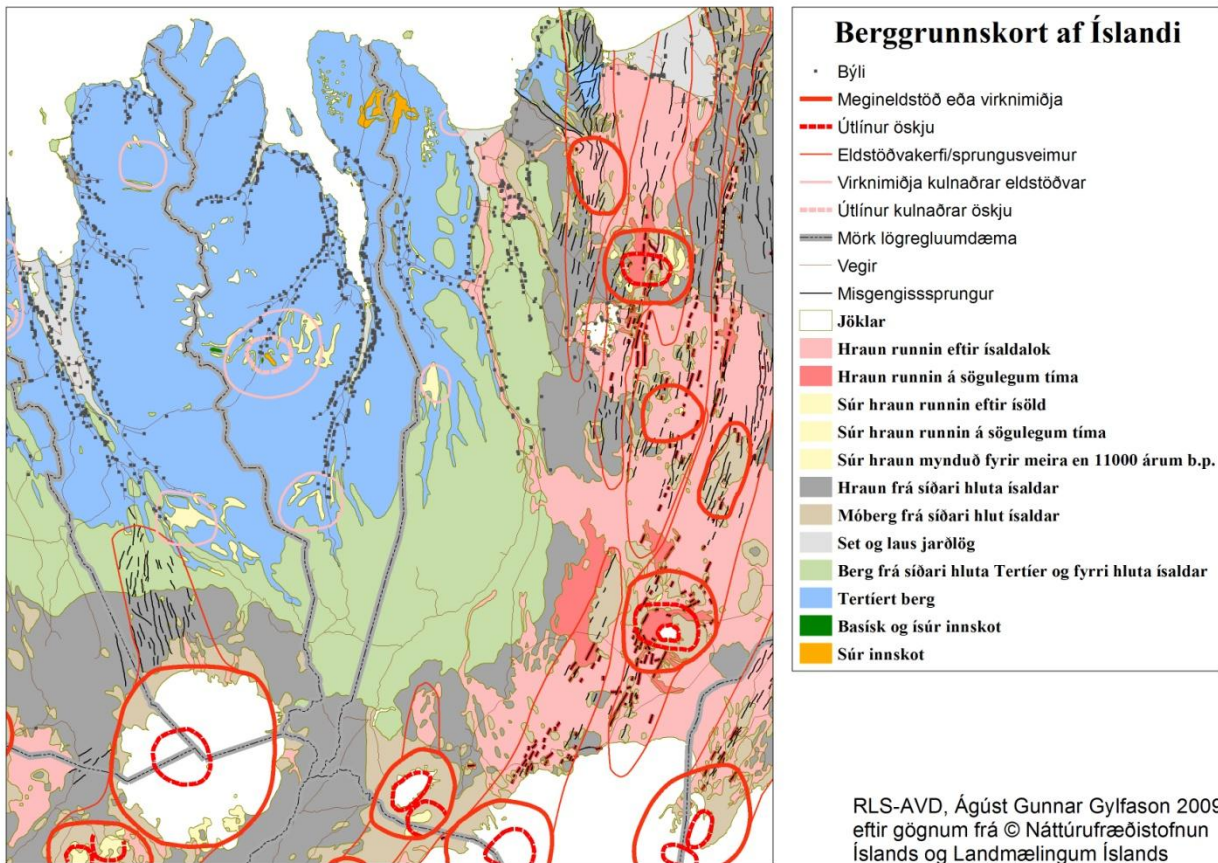 Berggrunnskort af Íslandi
Býli
Megineldstöð eða virknimiðja
Útlínur öskju
Eldstöðvakerfi/sprungusveimur
Virknimiðja kulnaðrar eldstöðvar
Útlínur kulnaðrar öskju
Mörk lögregluumdæma
Vegir
Misgengisssprungur
Jöklar
Hraun runnin eftir ísaldalok
Hraun runnin á sögulegum tíma
Súr hraun runnin eftir ísöld
Súr hraun runnin á sögulegum tíma
Súr hraun mynduð fyrir meira en 11000 árum b.p.
Hraun frá síðari hluta ísaldar
Móberg frá síðari hlut ísaldar
Set og laus jarðlög
Berg frá síðari hluta Tertíer og fyrri hluta ísaldar
Tertíert berg
Basísk og ísúr innskot
Súr innskot
RLS-AVD, Ágúst Gunnar Gylfason 2009
eftir gögnum frá © Náttúrufræðistofnun
Íslands og Landmælingum Íslands